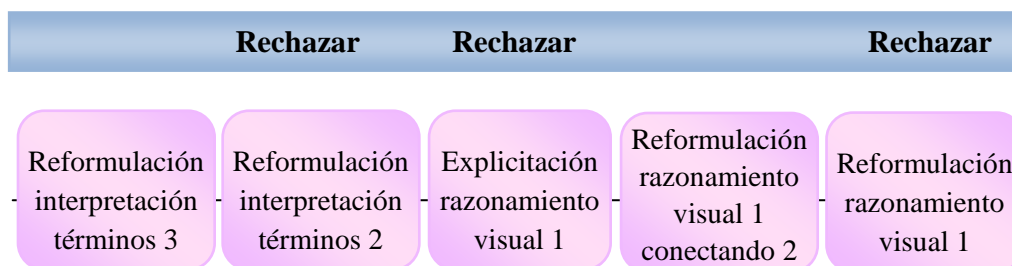 Rechazar Rechazar Rechazar
Reformulación
interpretación
términos 3
Reformulación
interpretación
términos 2
Explicitación
razonamiento
visual 1
Reformulación
razonamiento
visual 1
conectando 2
Reformulación
razonamiento
visual 1